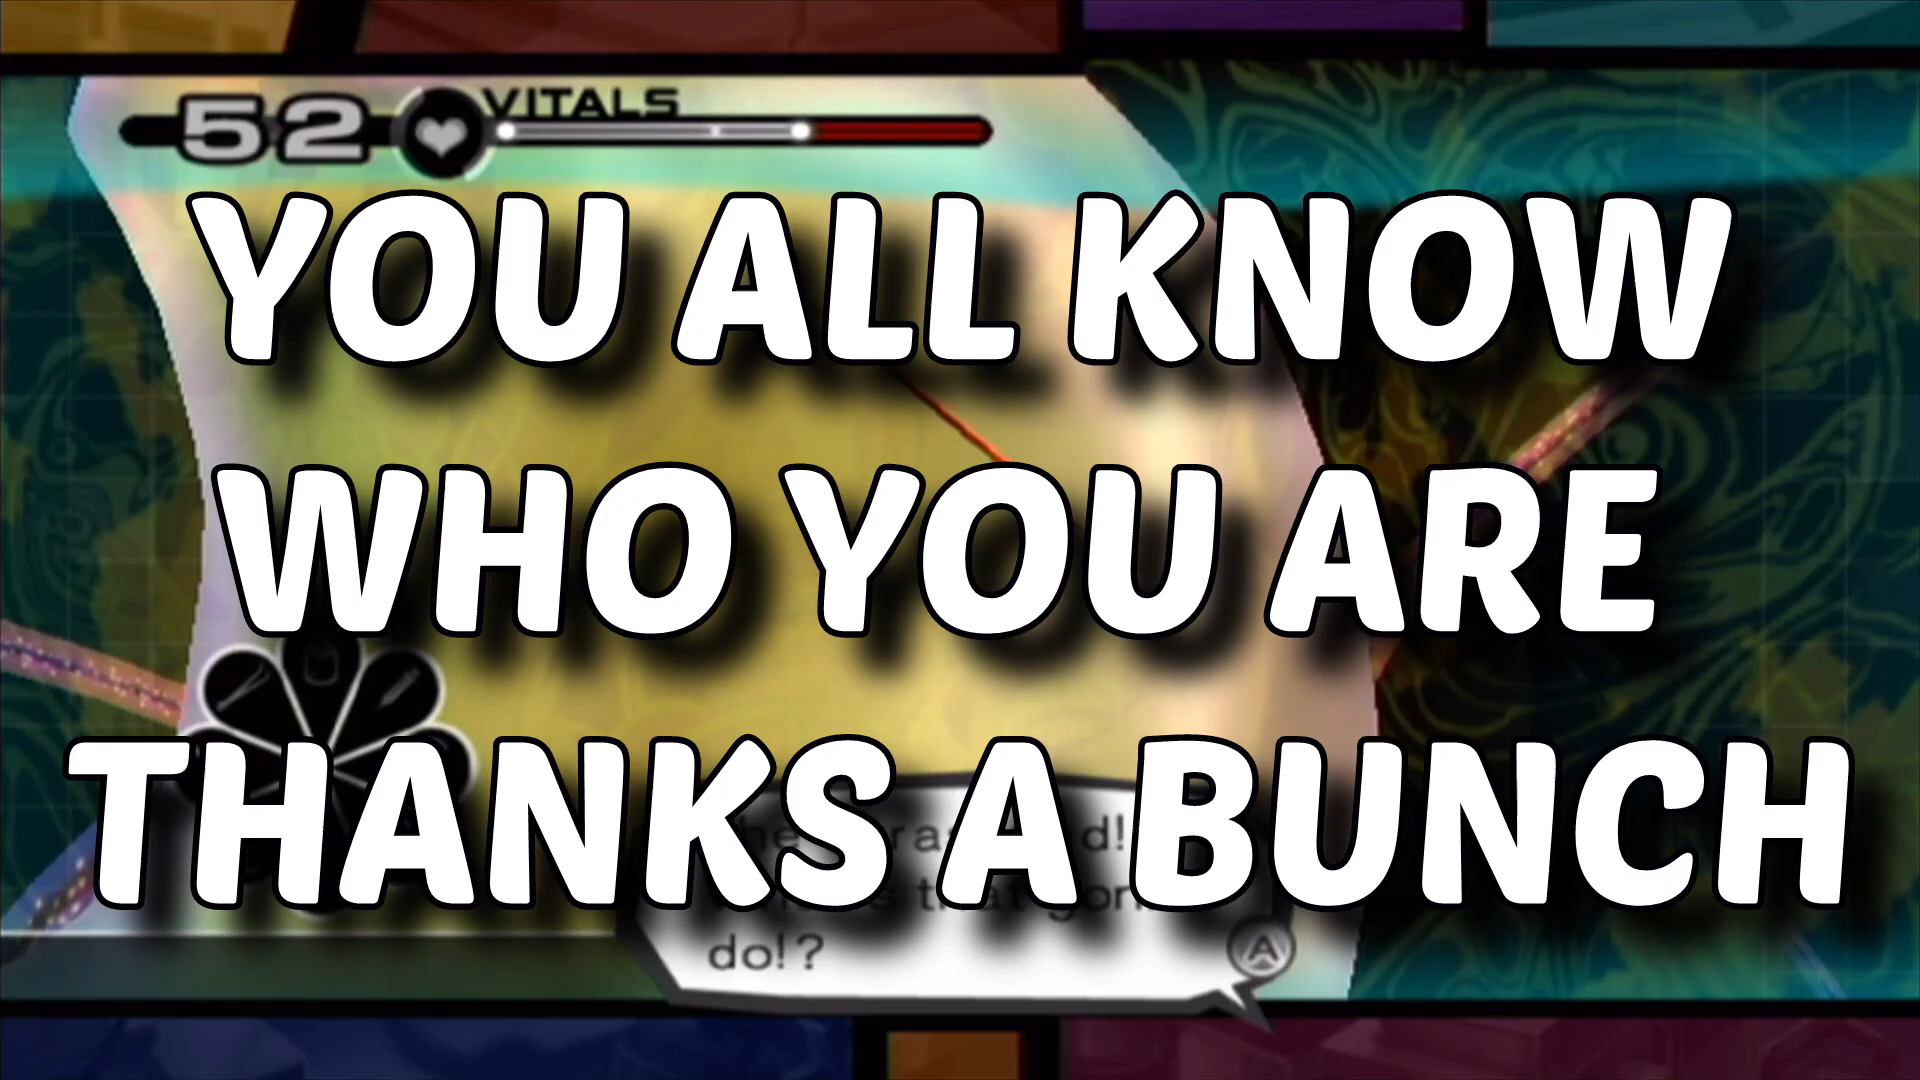 52 VITALS
YOU ALL KNOW
WHO YOU ARE
THANKS A BUNCH
do!?
A